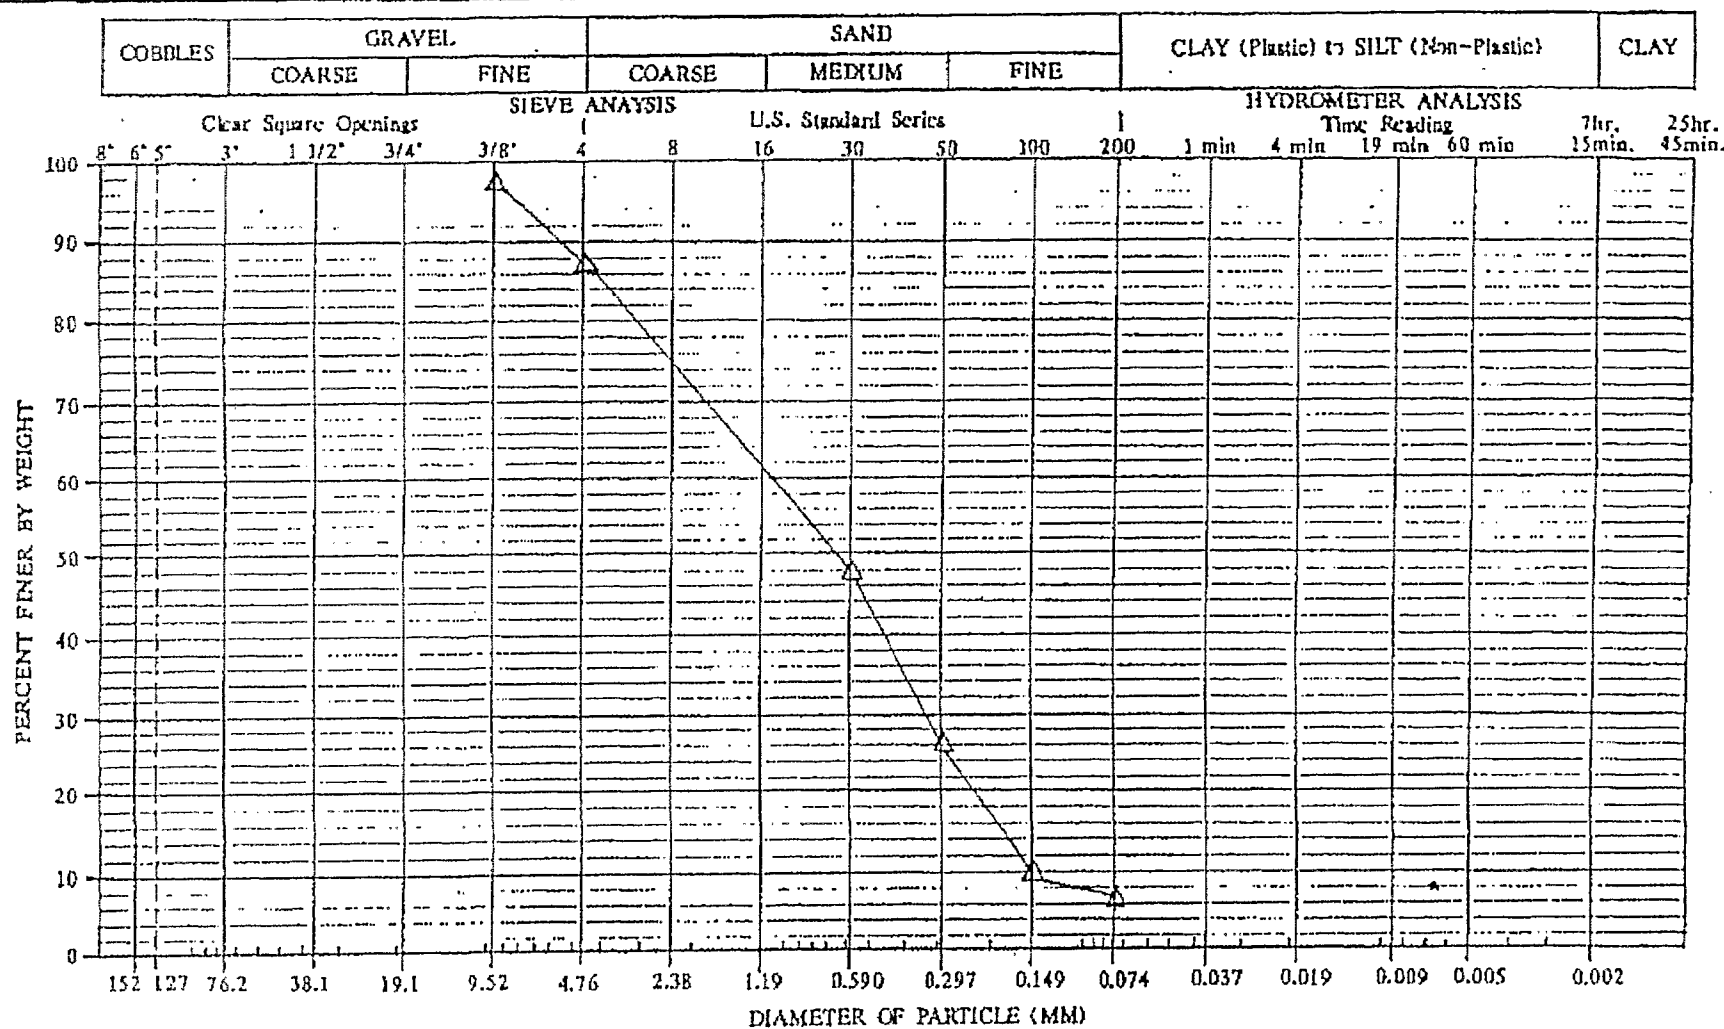 COBBLES GRAVEL SAND CLAY (Plastic) to SILT (Non-Plastic) CLAY
COARSE FINE COARSE MEDIUM FINE
SIEVE ANAYSIS HYDROMETER ANALYSIS
Clear Square Openings U.S. Standard Series Time Reading 7hr. 25hr.
8" 6" 5" 3" 1 1/2" 3/4" 3/8" 4 8 16 30 50 100 200 1 min 4 min 19 min 60 min 15min. 45min.
100
90
80
70
60
50
40
30
20
10
0
PERCENT FINER BY WEIGHT
152 127 76.2 38.1 19.1 9.52 4.76 2.38 1.19 0.590 0.297 0.149 0.074 0.037 0.019 0.009 0.005 0.002
DIAMETER OF PARTICLE (MM)